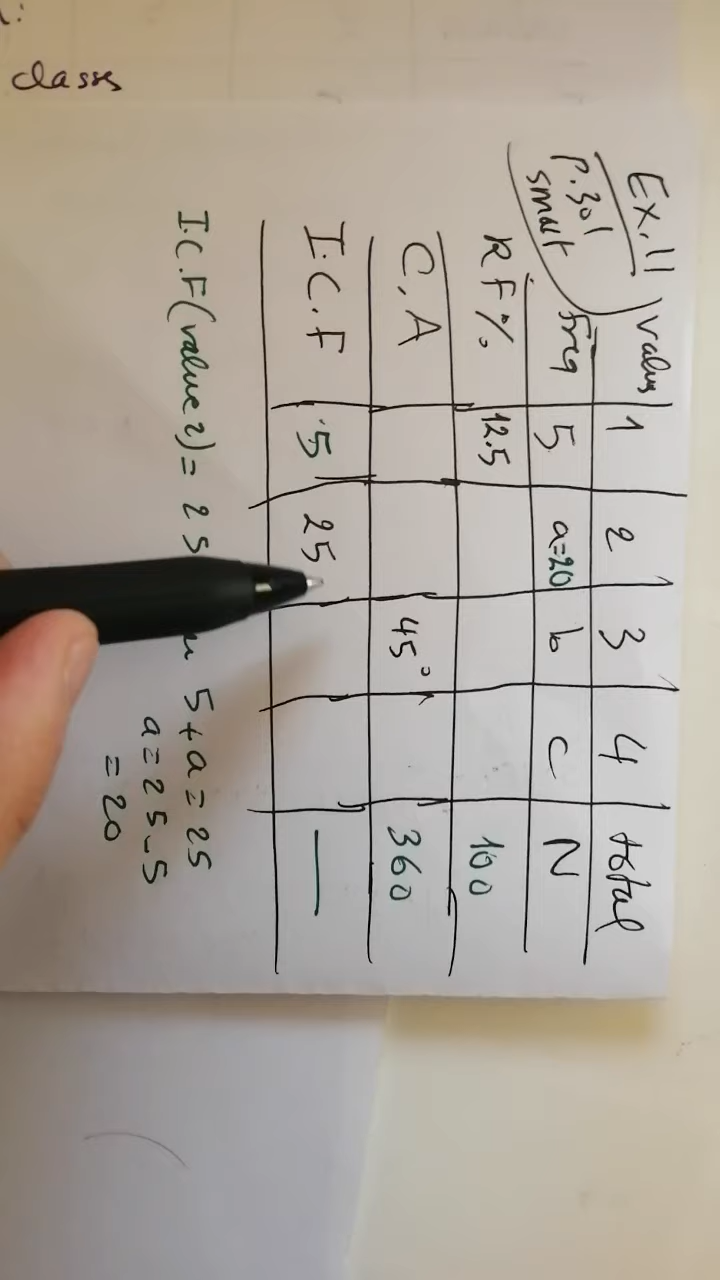 classes
Ex. 11
P. 301
smart
value 1 2 3 4 total
freq 5 a=20 b c N
RF% 12.5 100
C.A 45° 360
I.C.F 5 25 —
I.C.F(value 2) = 25 5+a = 25
a = 25-5
= 20